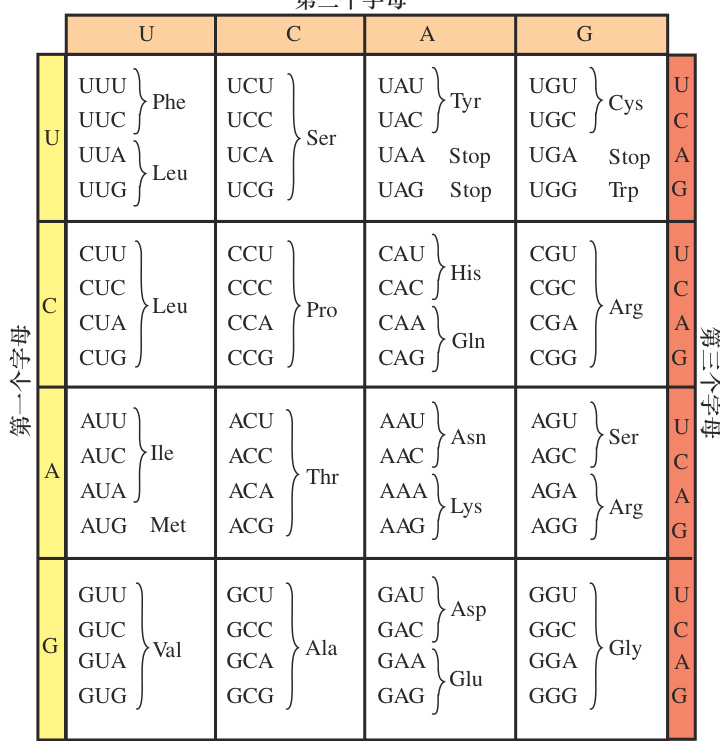 第二个字母
U C A G
UUU UCU UAU UGU U
Phe Tyr Cys
UUC UCC UAC UGC C
U Ser
UUA UCA UAA Stop UGA Stop A
Leu
UUG UCG UAG Stop UGG Trp G
CUU CCU CAU CGU U
His
CUC CCC CAC CGC C
C Leu Pro Arg
CUA CCA CAA CGA A
Gln
CUG CCG CAG CGG G
第一个字母
第三个字母
AUU ACU AAU AGU U
Asn Ser
AUC Ile ACC AAC AGC C
A Thr
AUA ACA AAA AGA A
Lys Arg
AUG Met ACG AAG AGG G
GUU GCU GAU GGU U
Asp
GUC GCC GAC GGC C
G Val Ala Gly
GUA GCA GAA GGA A
Glu
GUG GCG GAG GGG G